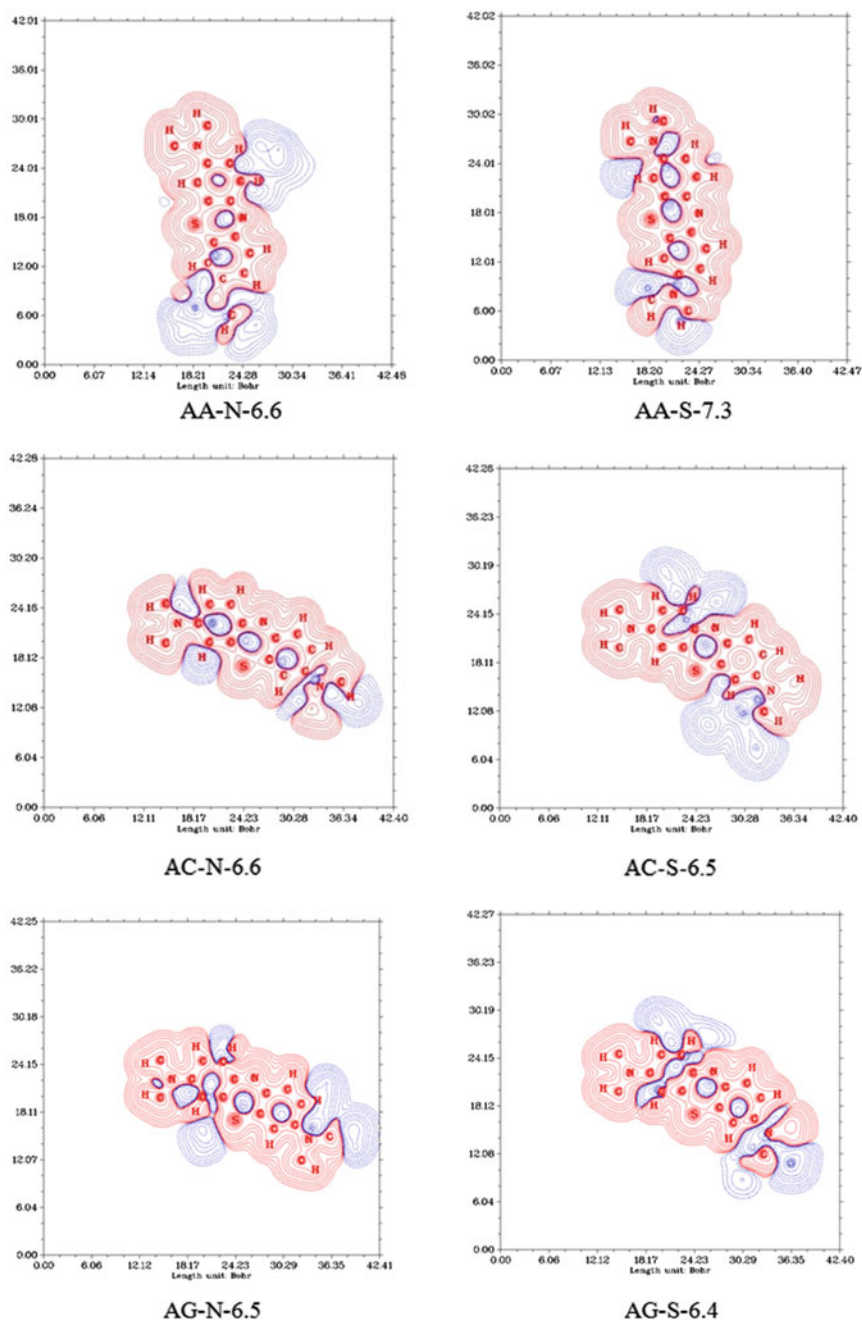 42.01
36.01
30.01
24.01
18.01
12.00
6.00
0.00
H
H C
C N H
C C
H C C H
C C
S N
C C
C H
H C
C C H
C
H
0.00 6.07 12.14 18.21 24.28 30.34 36.41 42.48
Length unit: Bohr
AA-N-6.6
42.02
36.02
30.02
24.01
18.01
12.01
6.00
0.00
H
C
H
C N H
C C
H C C H
C C
S N
C C
C C H
C C H
C N
H C
H
0.00 6.07 12.13 18.20 24.27 30.34 36.40 42.47
Length unit: Bohr
AA-S-7.3
42.28
36.24
30.20
24.16
18.12
12.08
6.04
0.00
H C C C H H
N C C C N H
H C C C C C H
H S C C C
H C N C
H
0.00 6.06 12.11 18.17 24.23 30.28 36.34 42.40
Length unit: Bohr
AC-N-6.6
36.23
30.19
24.15
18.11
12.08
6.04
0.00
H H
H C C C H
N C C N C
H C C C C C H
H S C C H
H N
C H
0.00 6.06 12.11 18.17 24.23 30.28 36.34 42.40
Length unit: Bohr
AC-S-6.5
42.25
36.22
30.18
24.15
18.11
12.07
6.04
0.00
H H
H C C C H
N C C N C
H C C C C C H
H S C C
H N C
C H
0.00 6.06 12.12 18.17 24.23 30.29 36.35 42.41
Length unit: Bohr
AG-N-6.5
42.27
36.23
30.19
24.15
18.12
12.08
6.04
0.00
H H
H C C C H
N C C N C
H C C C C C H
H S C C
H N
C
0.00 6.06 12.11 18.17 24.23 30.29 36.34 42.40
Length unit: Bohr
AG-S-6.4